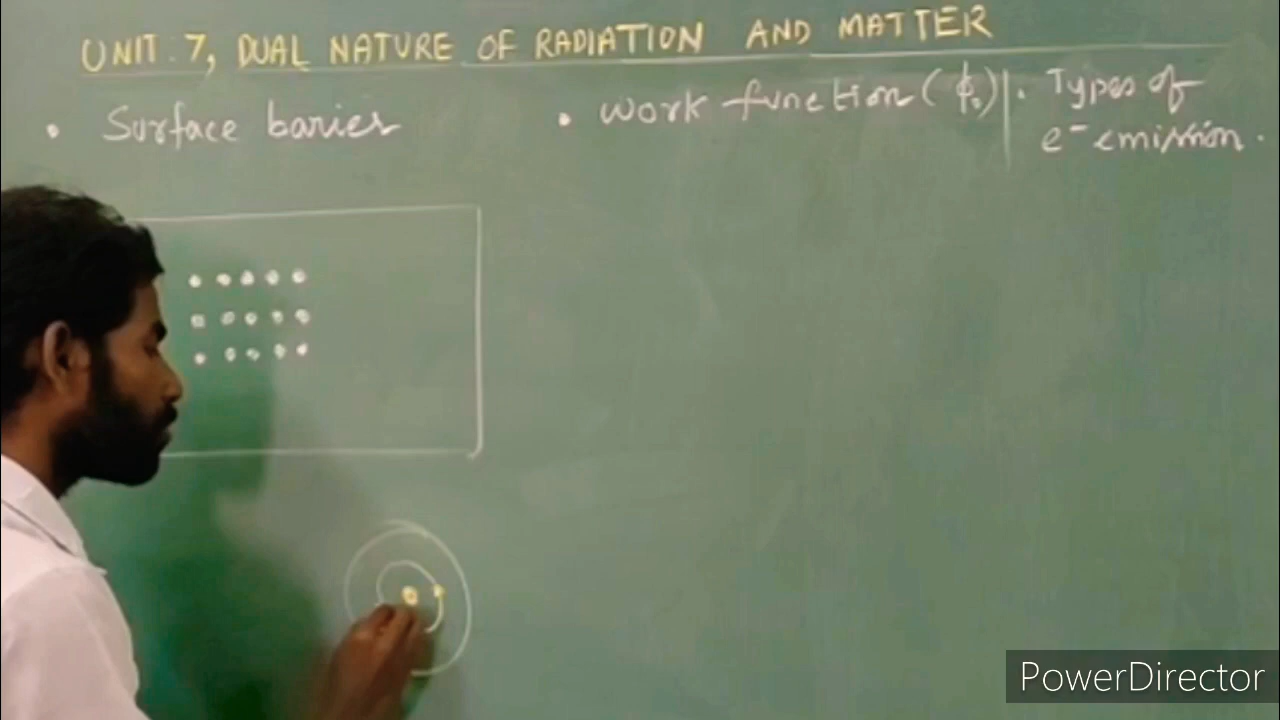 UNIT. 7, DUAL NATURE OF RADIATION AND MATTER
• Surface barier
• Work function (ϕ₀) | • Types of
e⁻ emission.
PowerDirector